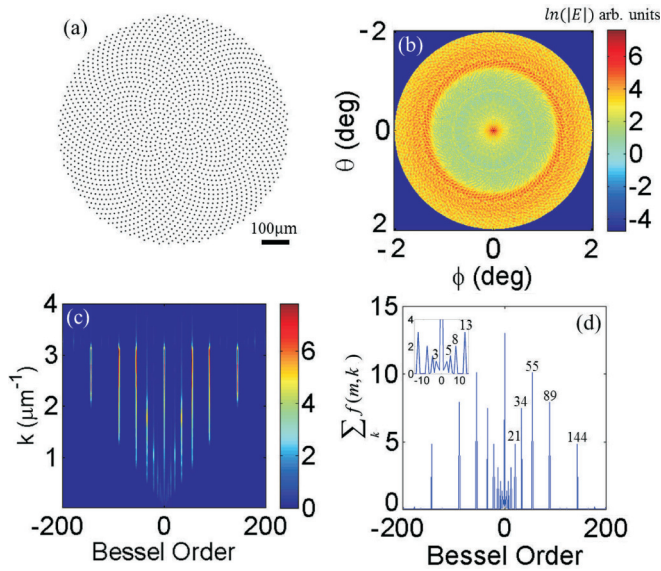 (a)
100μm
(b)
ln(|E|) arb. units
-2
0
2
θ (deg)
-2 0 2
ϕ (deg)
6
4
2
0
-2
-4
(c)
4
3
2
1
0
k (μm⁻¹)
-200 0 200
Bessel Order
6
4
2
0
(d)
15
10
5
0
∑ f(m,k)
k
4
2
0
-10 0 10
3
5
8
13
21
34
55
89
144
-200 0 200
Bessel Order